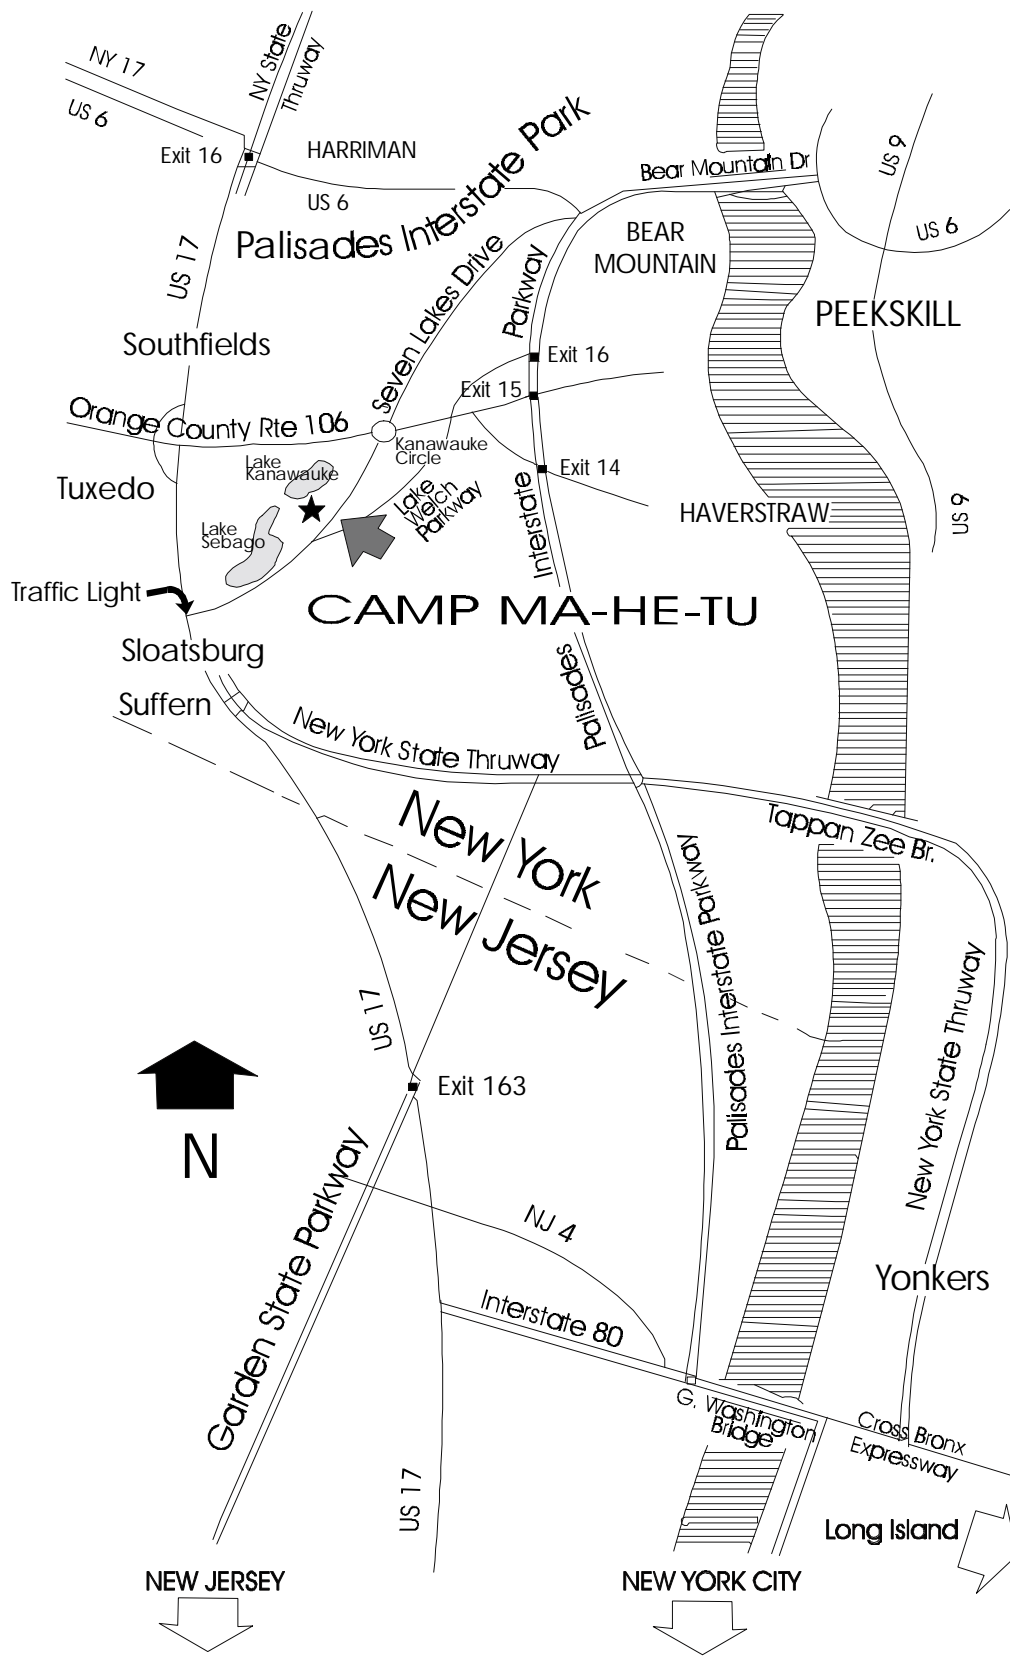 NY 17
US 6
NY State
Thruway
Exit 16
HARRIMAN
US 6
Palisades Interstate Park
Bear Mountain Dr
US 9
US 6
BEAR
MOUNTAIN
US 17
Seven Lakes Drive
Parkway
PEEKSKILL
Southfields
Exit 16
Exit 15
Orange County Rte 106
Kanawauke
Circle
Lake
Kanawauke
Exit 14
Tuxedo
Lake
Welch
Parkway
Interstate
HAVERSTRAW
US 9
Lake
Sebago
Traffic Light
CAMP MA-HE-TU
Sloatsburg
Palisades
Suffern
New York State Thruway
Tappan Zee Br.
New York
New Jersey
Palisades Interstate Parkway
New York State Thruway
US 17
Exit 163
N
Garden State Parkway
NJ 4
Yonkers
Interstate 80
G. Washington
Bridge
Cross Bronx
Expressway
US 17
Long Island
NEW JERSEY
NEW YORK CITY